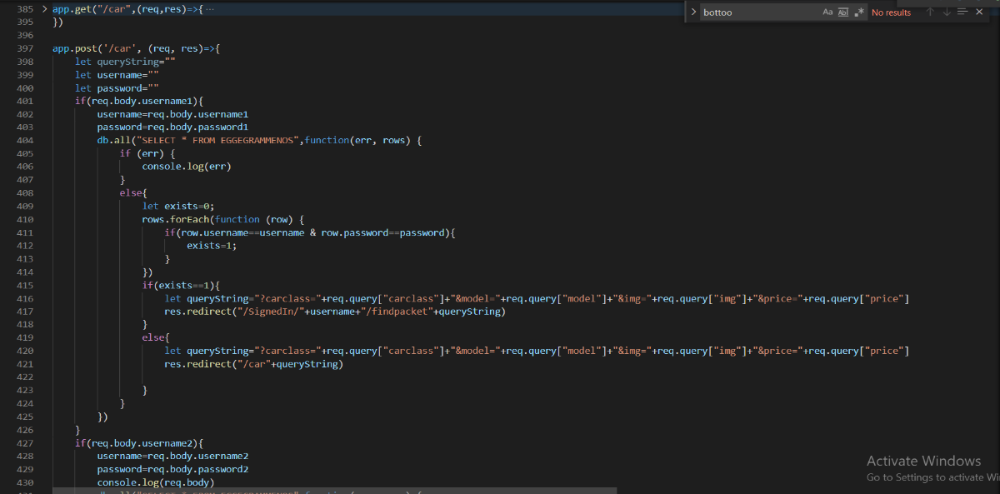 385 > app.get("/car",(req,res)=>{ ···
395 })
396
397 app.post('/car', (req, res)=>{
398 let queryString=""
399 let username=""
400 let password=""
401 if(req.body.username1){
402 username=req.body.username1
403 password=req.body.password1
404 db.all("SELECT * FROM EGGEGRAMMENOS",function(err, rows) {
405 if (err) {
406 console.log(err)
407 }
408 else{
409 let exists=0;
410 rows.forEach(function (row) {
411 if(row.username==username & row.password==password){
412 exists=1;
413 }
414 })
415 if(exists==1){
416 let queryString="?carclass="+req.query["carclass"]+"&model="+req.query["model"]+"&img="+req.query["img"]+"&price="+req.query["price"]
417 res.redirect("/SignedIn/"+username+"/findpacket"+queryString)
418 }
419 else{
420 let queryString="?carclass="+req.query["carclass"]+"&model="+req.query["model"]+"&img="+req.query["img"]+"&price="+req.query["price"]
421 res.redirect("/car"+queryString)
422
423 }
424 }
425 })
426 }
427 if(req.body.username2){
428 username=req.body.username2
429 password=req.body.password2
430 console.log(req.body)
> bottoo Aa Abl .* No results
Activate Windows
Go to Settings to activate Wi